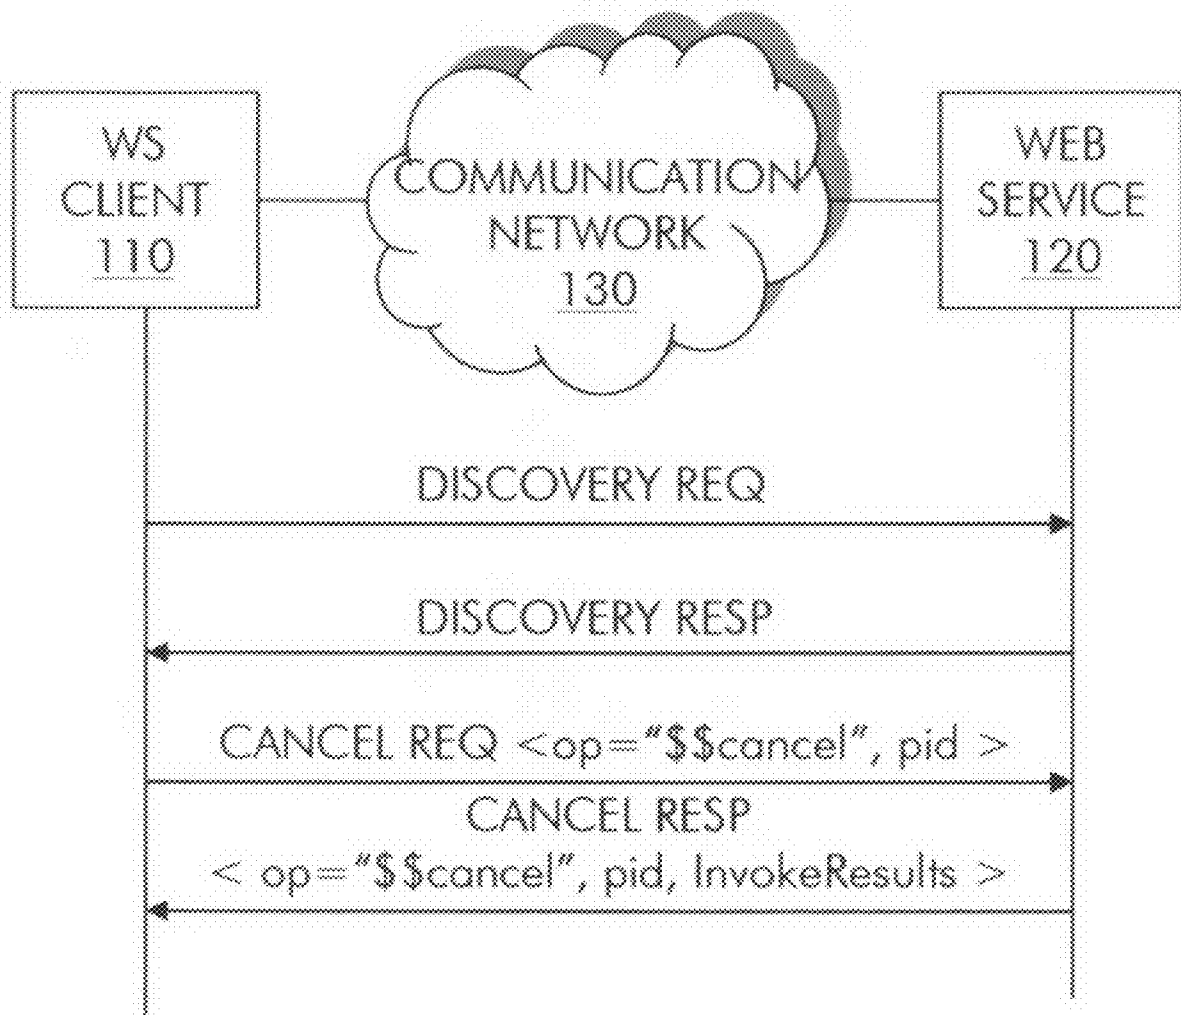 WS
CLIENT
110
COMMUNICATION
NETWORK
130
WEB
SERVICE
120
DISCOVERY REQ
DISCOVERY RESP
CANCEL REQ <op="$$cancel", pid >
CANCEL RESP
< op="$$cancel", pid, InvokeResults >